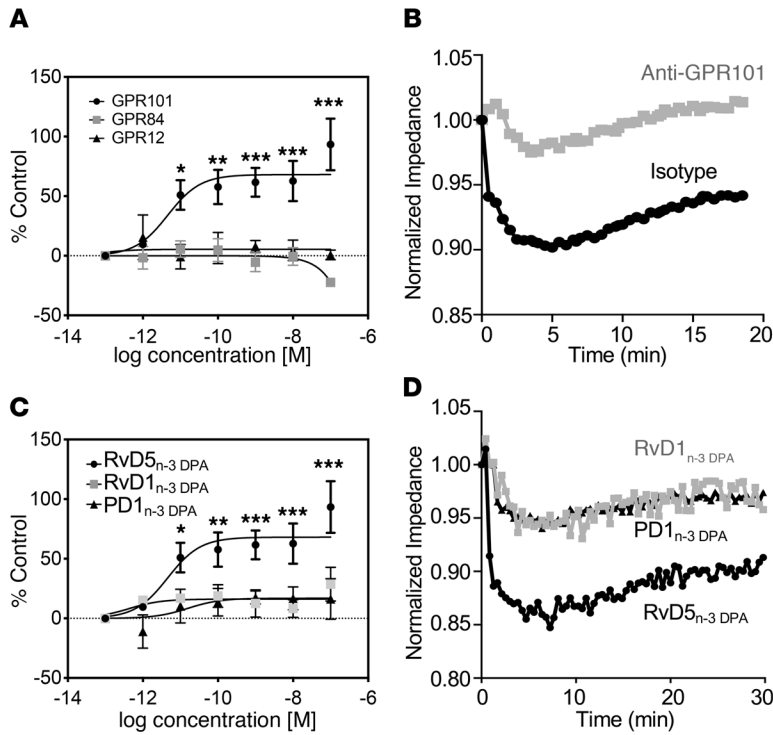 A
150
100
50
0
-50
% Control
GPR101
GPR84
GPR12
*
**
***
***
***
-14
-12
-10
-8
-6
log concentration [M]
B
1.05
1.00
0.95
0.90
0.85
Normalized Impedance
Anti-GPR101
Isotype
0
5
10
15
20
Time (min)
C
150
100
50
0
-50
% Control
RvD5n-3 DPA
RvD1n-3 DPA
PD1n-3 DPA
*
**
***
***
***
-14
-12
-10
-8
-6
log concentration [M]
D
1.05
1.00
0.95
0.90
0.85
0.80
Normalized Impedance
RvD1n-3 DPA
PD1n-3 DPA
RvD5n-3 DPA
0
10
20
30
Time (min)